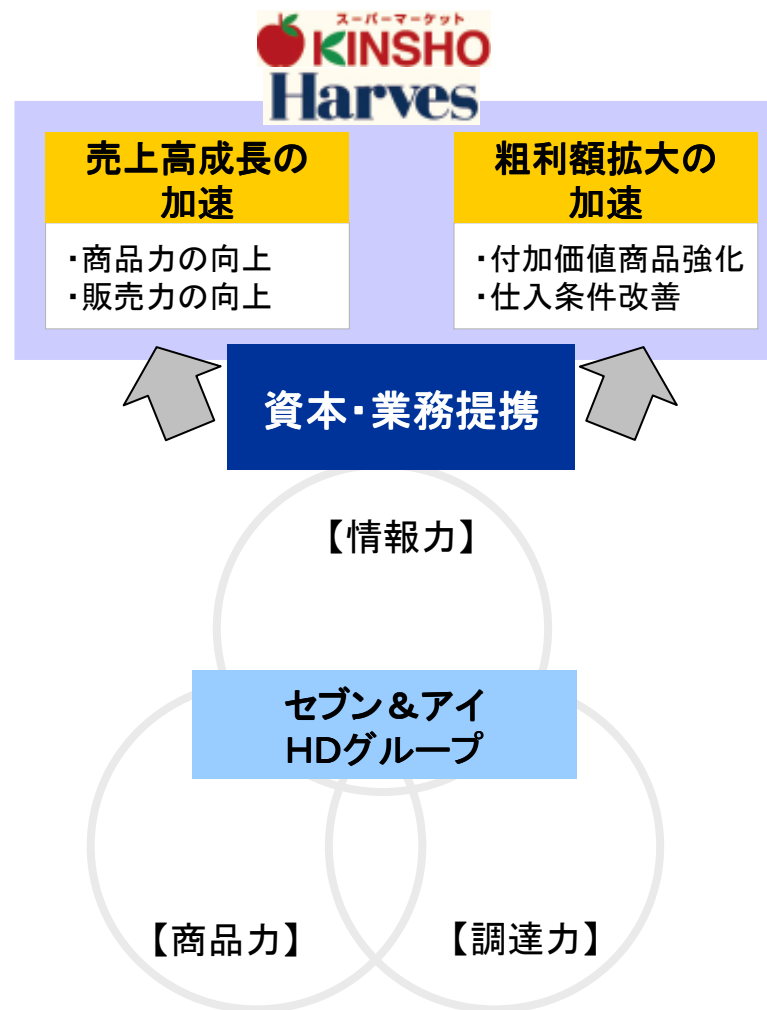 スーパーマーケット
KINSHO
Harves
売上高成長の
加速
・商品力の向上
・販売力の向上
粗利額拡大の
加速
・付加価値商品強化
・仕入条件改善
資本・業務提携
【情報力】
セブン&アイ
HDグループ
【商品力】
【調達力】